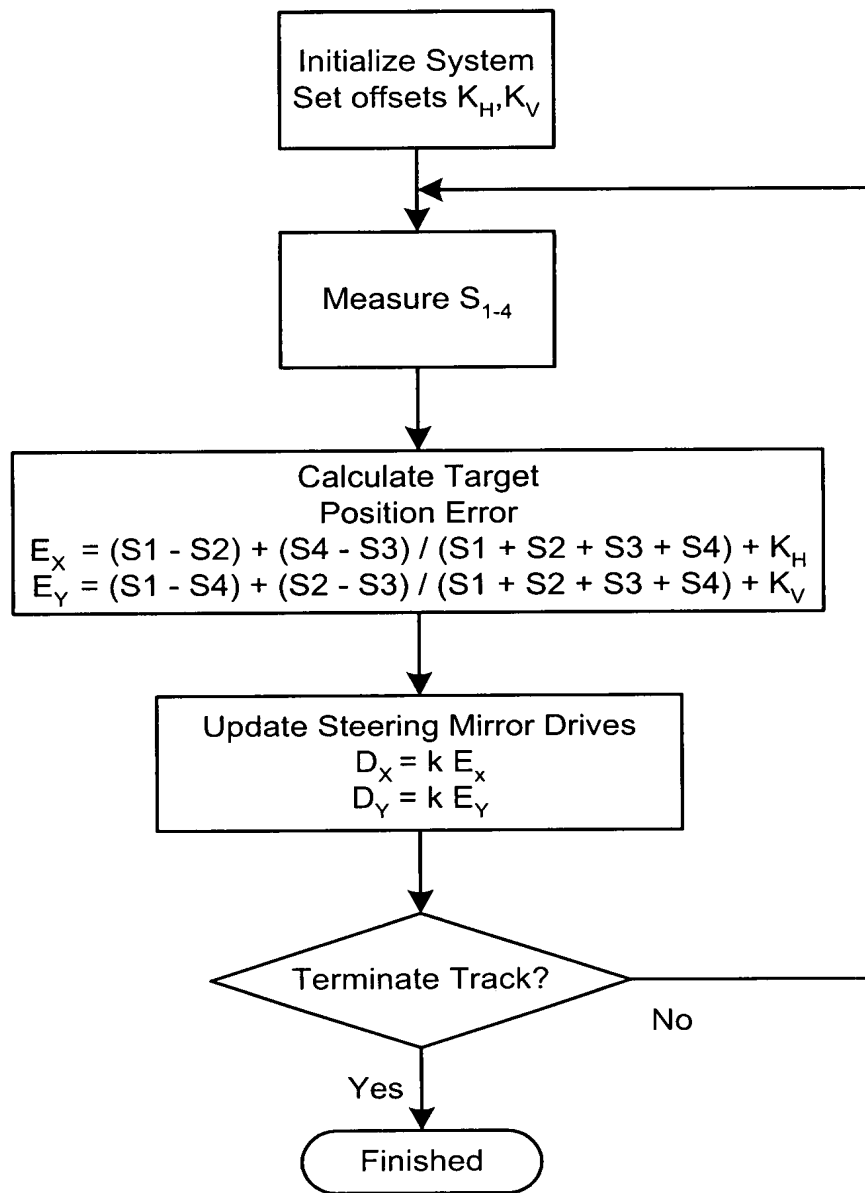 Initialize System
Set offsets K_H,K_V
Measure S_1-4
Calculate Target
Position Error
E_X = (S1 - S2) + (S4 - S3) / (S1 + S2 + S3 + S4) + K_H
E_Y = (S1 - S4) + (S2 - S3) / (S1 + S2 + S3 + S4) + K_V
Update Steering Mirror Drives
D_X = k E_x
D_Y = k E_Y
Terminate Track?
No
Yes
Finished